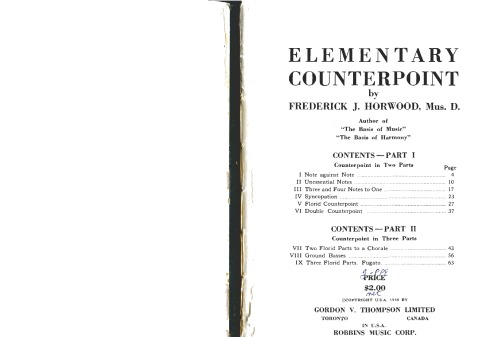 ELEMENTARY
COUNTERPOINT
by
FREDERICK J. HORWOOD, Mus. D.
Author of
"The Basis of Music"
"The Basis of Harmony"
CONTENTS — PART I
Counterpoint in Two Parts
Page
I Note against Note 4
II Unessential Notes 10
III Three and Four Notes to One 17
IV Syncopation 23
V Florid Counterpoint 27
VI Double Counterpoint 37
CONTENTS — PART II
Counterpoint in Three Parts
VII Two Florid Parts to a Chorale 43
VIII Ground Basses 56
IX Three Florid Parts. Fugato. 63
PRICE
$2.00
net
COPYRIGHT U.S.A. BY
GORDON V. THOMPSON LIMITED
TORONTO CANADA
IN U.S.A.
ROBBINS MUSIC CORP.